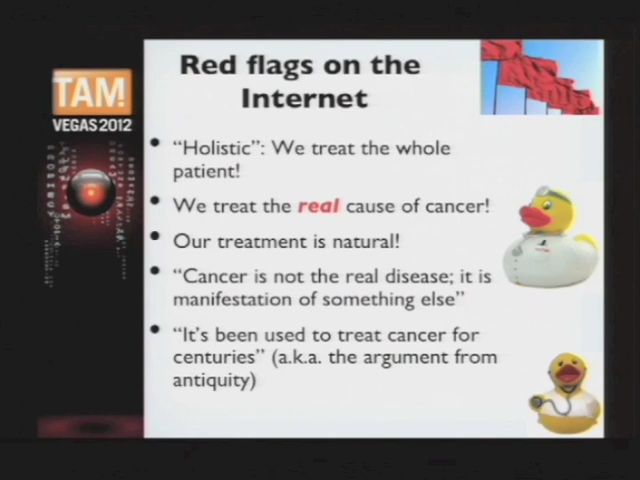 TAM!
VEGAS 2012
Red flags on the
Internet
• “Holistic”: We treat the whole
patient!
• We treat the real cause of cancer!
• Our treatment is natural!
• “Cancer is not the real disease; it is
manifestation of something else”
• “It’s been used to treat cancer for
centuries” (a.k.a. the argument from
antiquity)